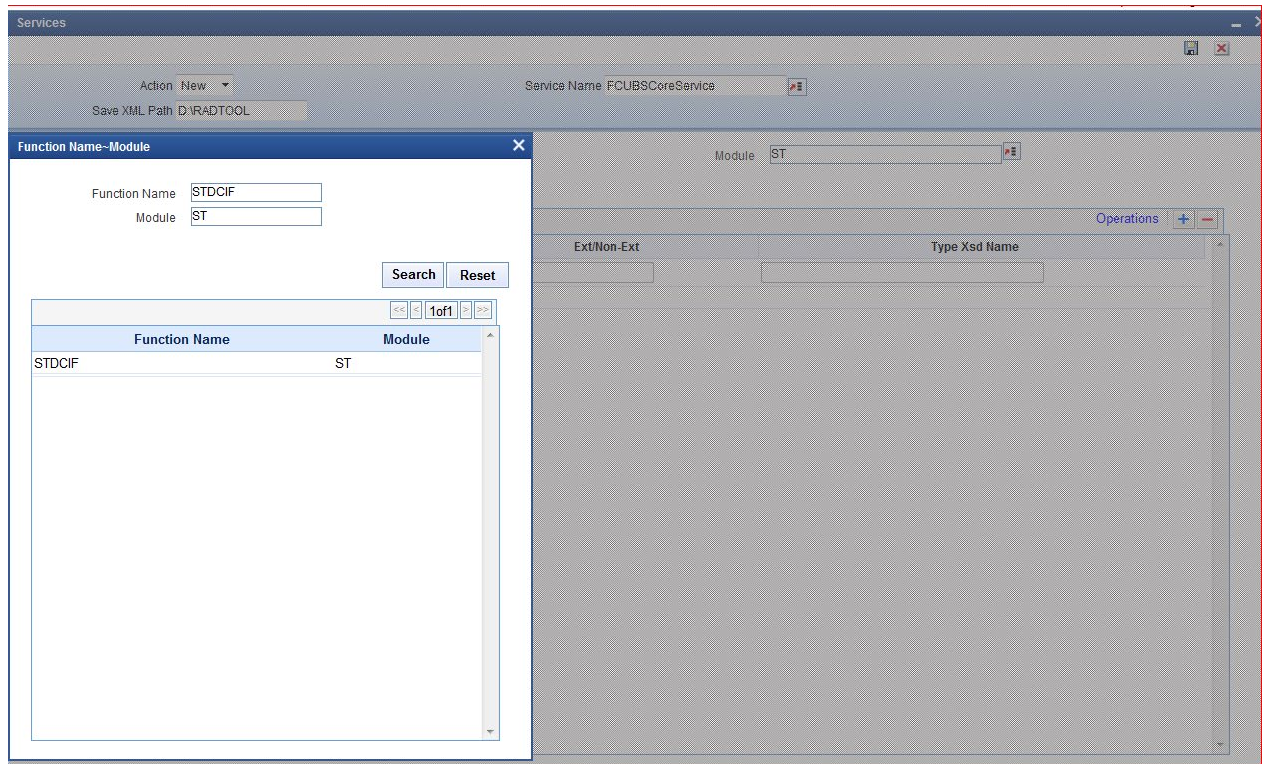 Services
Action New
Service Name FCUBSCoreService
Save XML Path D:\RADTOOL
Function Name~Module
Module ST
Function Name STDCIF
Module ST
Operations
Ext/Non-Ext Type Xsd Name
Search Reset
<< < 1of1 > >>
Function Name Module
STDCIF ST